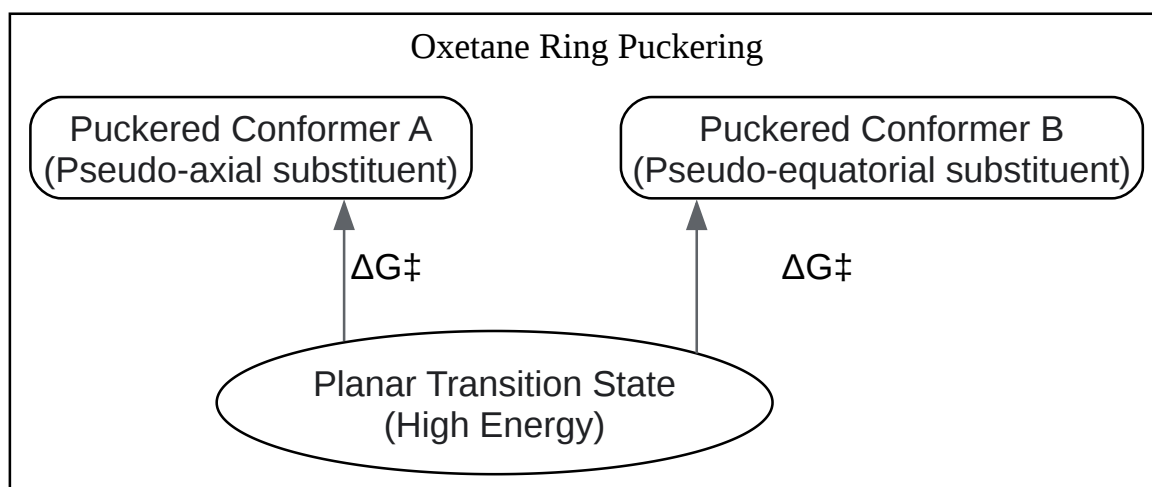 Oxetane Ring Puckering
Puckered Conformer A
(Pseudo-axial substituent)
Puckered Conformer B
(Pseudo-equatorial substituent)
ΔG‡
ΔG‡
Planar Transition State
(High Energy)